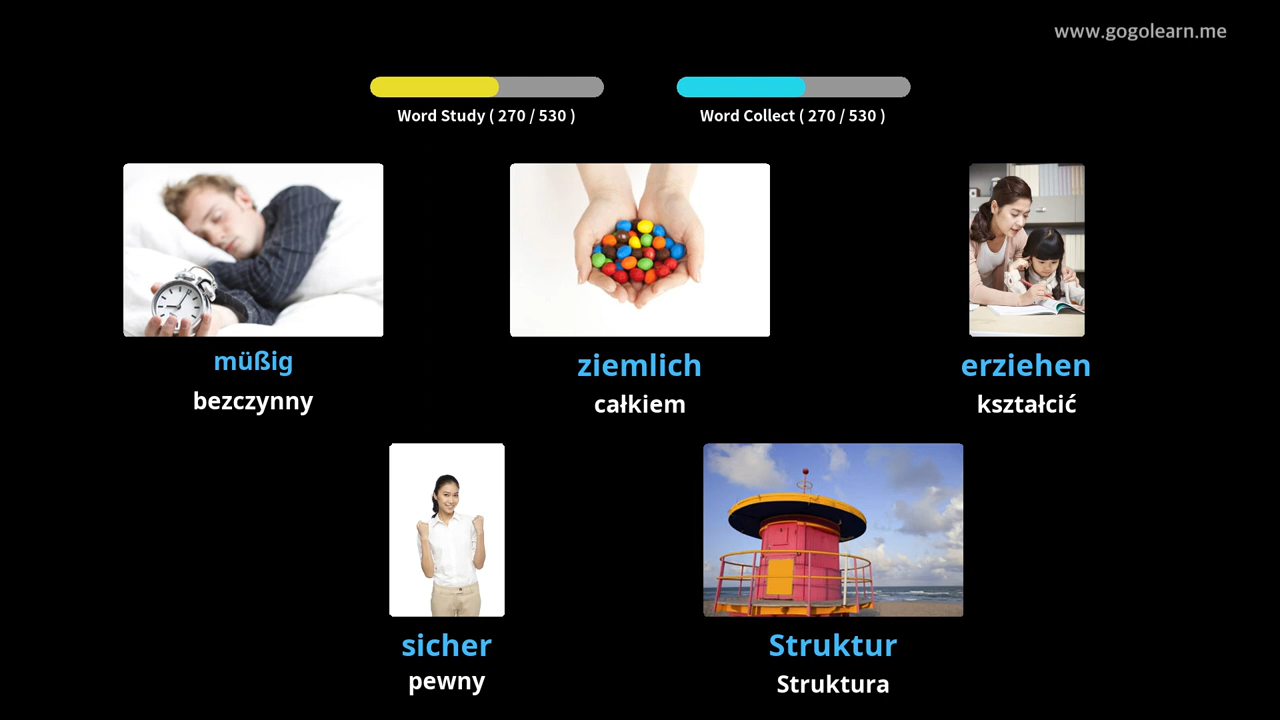 www.gogolearn.me
Word Study ( 270 / 530 )
Word Collect ( 270 / 530 )
müßig
bezczynny
ziemlich
całkiem
erziehen
kształcić
sicher
pewny
Struktur
Struktura